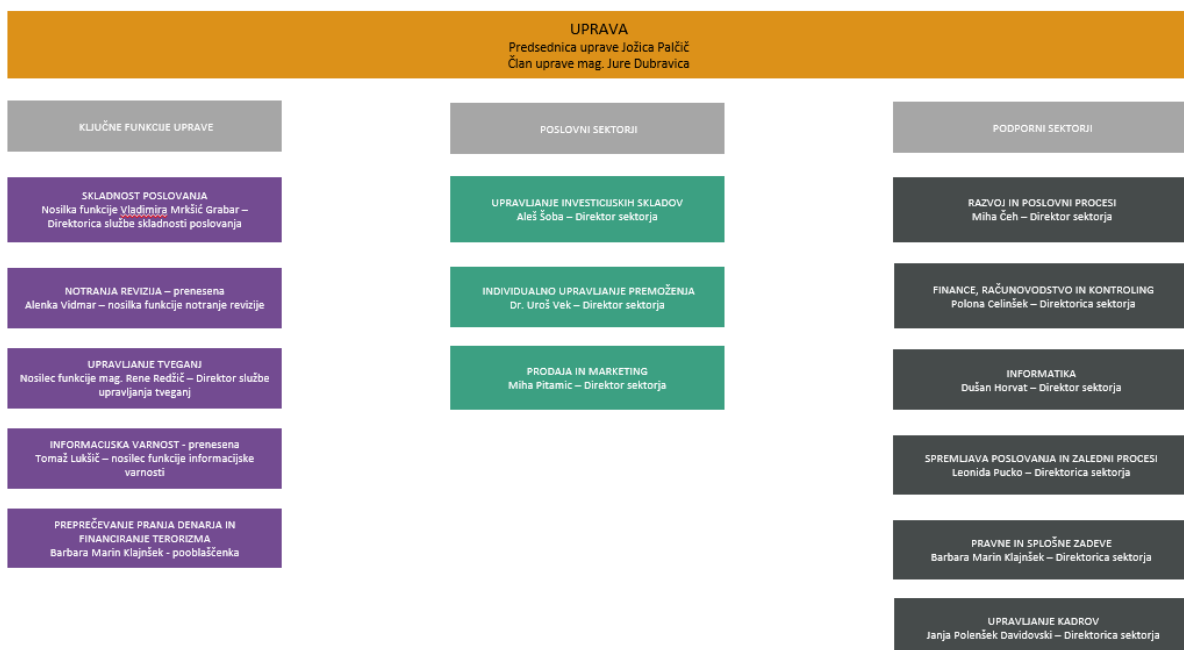 UPRAVA
Predsednica uprave Jožica Palčič
Član uprave mag. Jure Dubravica
KLJUČNE FUNKCIJE UPRAVE
SKLADNOST POSLOVANJA
Nosilka funkcije Vladimira Mrkšić Grabar –
Direktorica službe skladnosti poslovanja
NOTRANJA REVIZIJA – prenesena
Alenka Vidmar – nosilka funkcije notranje revizije
UPRAVLJANJE TVEGANJ
Nosilec funkcije mag. Rene Redžič – Direktor službe
upravljanja tveganj
INFORMACIJSKA VARNOST - prenesena
Tomaž Lukšič – nosilec funkcije informacijske
varnosti
PREPREČEVANJE PRANJA DENARJA IN
FINANCIRANJE TERORIZMA
Barbara Marin Klajnšek - pooblaščenka
POSLOVNI SEKTORJI
UPRAVLJANJE INVESTICIJSKIH SKLADOV
Aleš Šoba – Direktor sektorja
INDIVIDUALNO UPRAVLJANJE PREMOŽENJA
Dr. Uroš Vek – Direktor sektorja
PRODAJA IN MARKETING
Miha Pitamic – Direktor sektorja
PODPORNI SEKTORJI
RAZVOJ IN POSLOVNI PROCESI
Miha Čeh – Direktor sektorja
FINANCE, RAČUNOVODSTVO IN KONTROLING
Polona Celinšek – Direktorica sektorja
INFORMATIKA
Dušan Horvat – Direktor sektorja
SPREMLJAVA POSLOVANJA IN ZALEDNI PROCESI
Leonida Pucko – Direktorica sektorja
PRAVNE IN SPLOŠNE ZADEVE
Barbara Marin Klajnšek – Direktorica sektorja
UPRAVLJANJE KADROV
Janja Polenšek Davidovski – Direktorica sektorja